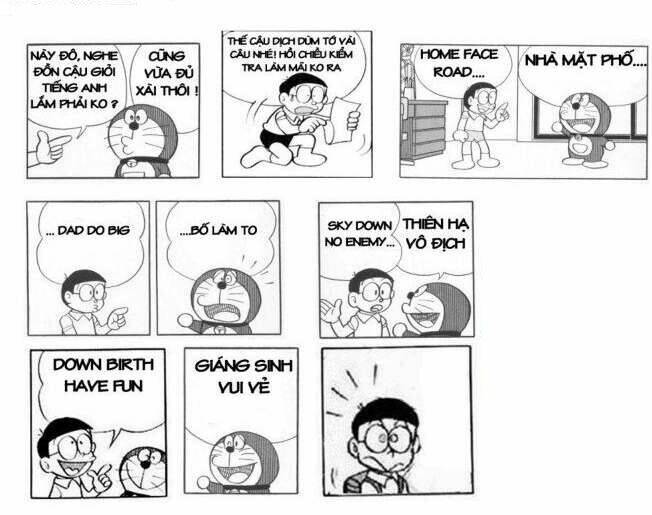 NÀY ĐÔ, NGHE
ĐỒN CẬU GIỎI
TIẾNG ANH
LẮM PHẢI KO ?
CŨNG
VỪA ĐỦ
XÀI THÔI !
THẾ CẬU DỊCH DÙM TỚ VÀI
CÂU NHÉ! HỒI CHIỀU KIỂM
TRA LÀM MÃI KO RA
HOME FACE
ROAD....
NHÀ MẶT PHỐ....
... DAD DO BIG
....BỐ LÀM TO
SKY DOWN
NO ENEMY...
THIÊN HẠ
VÔ ĐỊCH
DOWN BIRTH
HAVE FUN
GIÁNG SINH
VUI VẺ